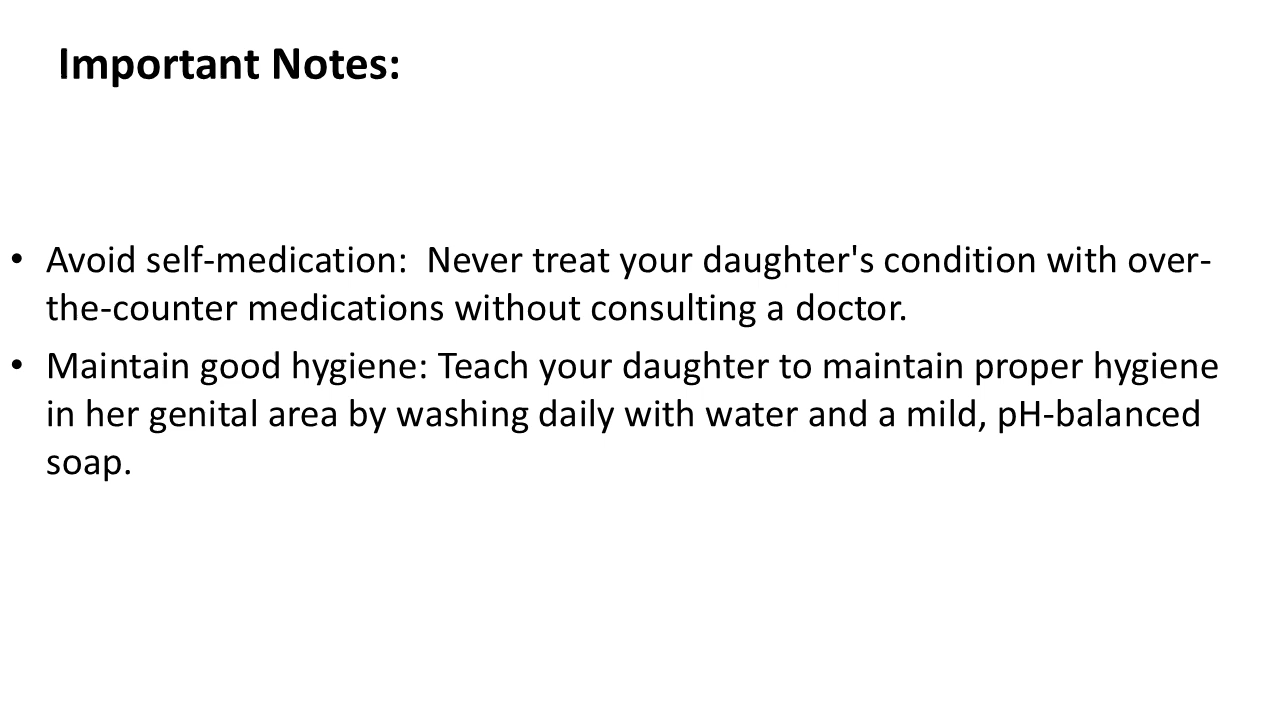 Important Notes:
• Avoid self-medication:  Never treat your daughter's condition with over-
the-counter medications without consulting a doctor.
• Maintain good hygiene: Teach your daughter to maintain proper hygiene
in her genital area by washing daily with water and a mild, pH-balanced
soap.